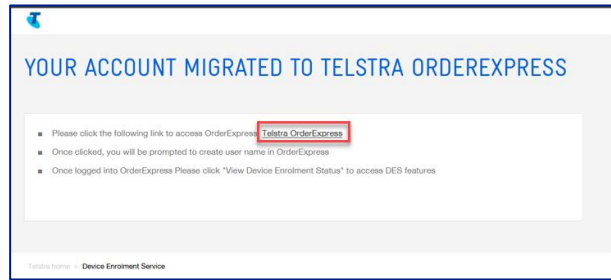 YOUR ACCOUNT MIGRATED TO TELSTRA ORDEREXPRESS
Please click the following link to access OrderExpress Telstra OrderExpress
Once clicked, you will be prompted to create user name in OrderExpress
Once logged into OrderExpress Please click "View Device Enrolment Status" to access DES features
Telstra home > Device Enrolment Service